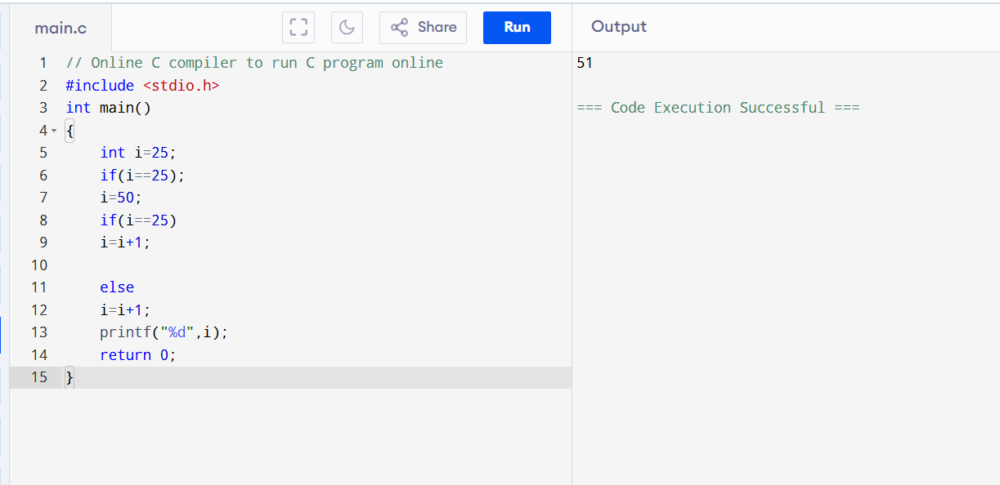 main.c Share Run Output
1 // Online C compiler to run C program online
2 #include <stdio.h>
3 int main()
4 {
5     int i=25;
6     if(i==25);
7     i=50;
8     if(i==25)
9     i=i+1;
10
11     else
12     i=i+1;
13     printf("%d",i);
14     return 0;
15 }
51
=== Code Execution Successful ===